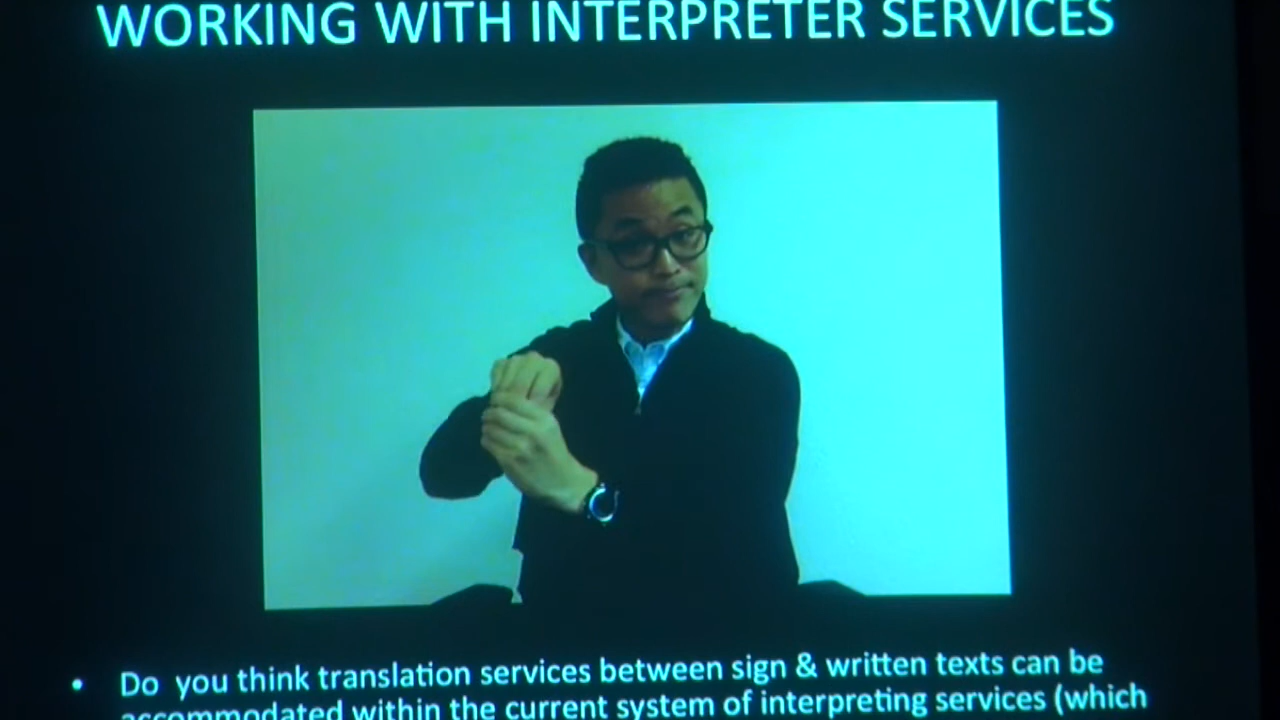 WORKING WITH INTERPRETER SERVICES
• Do you think translation services between sign & written texts can be
accommodated within the current system of interpreting services (which